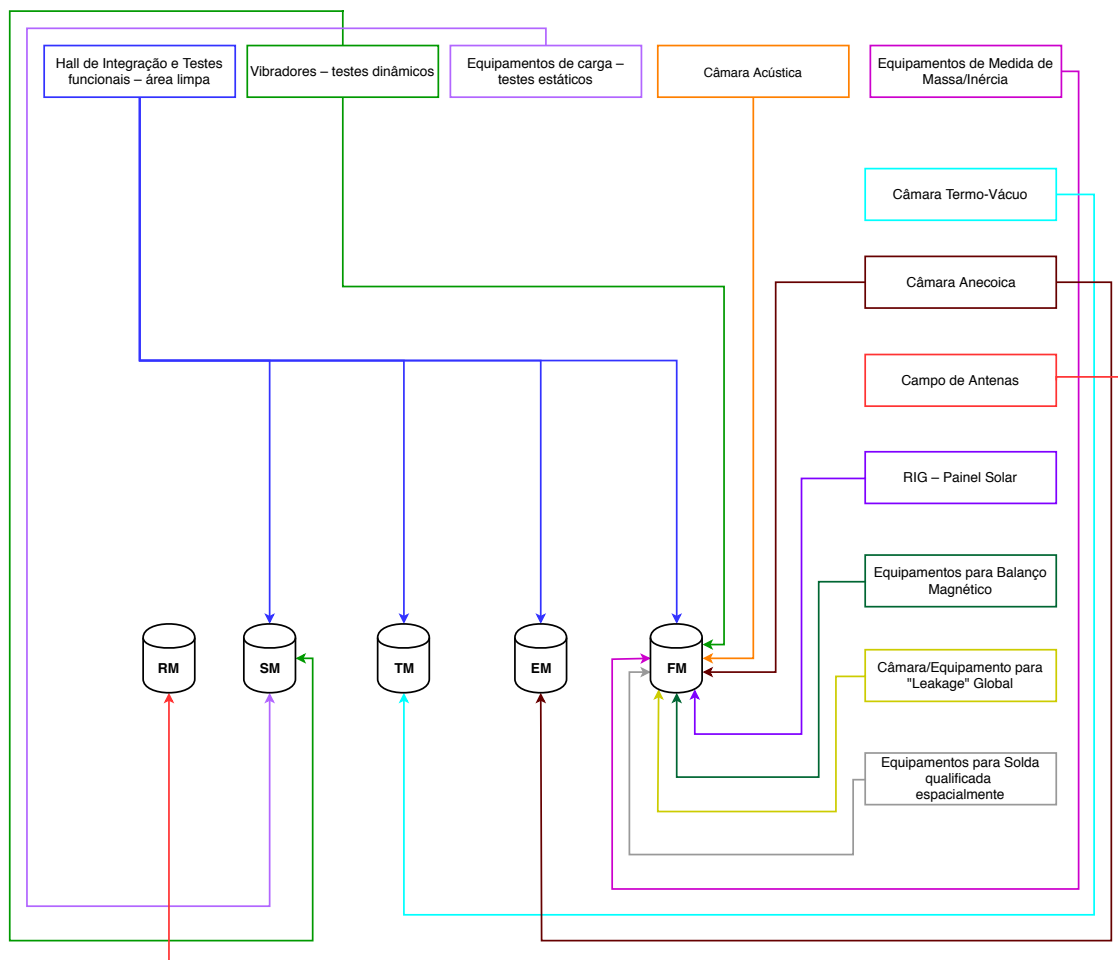 Hall de Integração e Testes
funcionais – área limpa
Vibradores – testes dinâmicos
Equipamentos de carga –
testes estáticos
Câmara Acústica
Equipamentos de Medida de
Massa/Inércia
Câmara Termo-Vácuo
Câmara Anecoica
Campo de Antenas
RIG – Painel Solar
Equipamentos para Balanço
Magnético
RM
SM
TM
EM
FM
Câmara/Equipamento para
"Leakage" Global
Equipamentos para Solda
qualificada
espacialmente